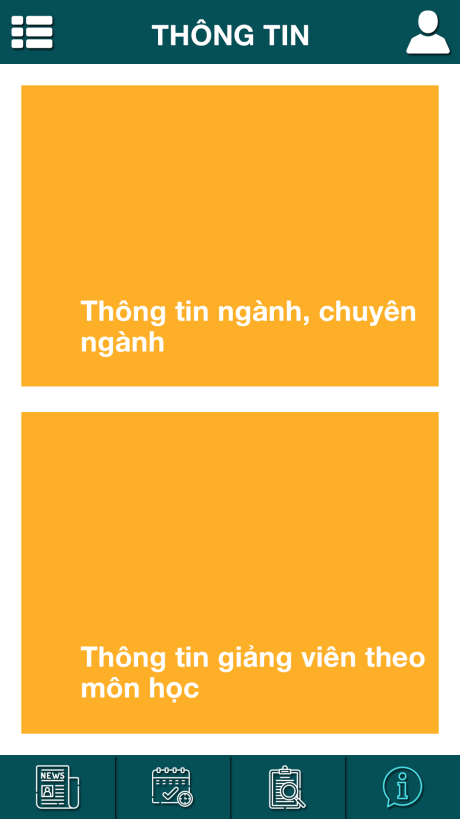 THÔNG TIN
Thông tin ngành, chuyên
ngành
Thông tin giảng viên theo
môn học
NEWS